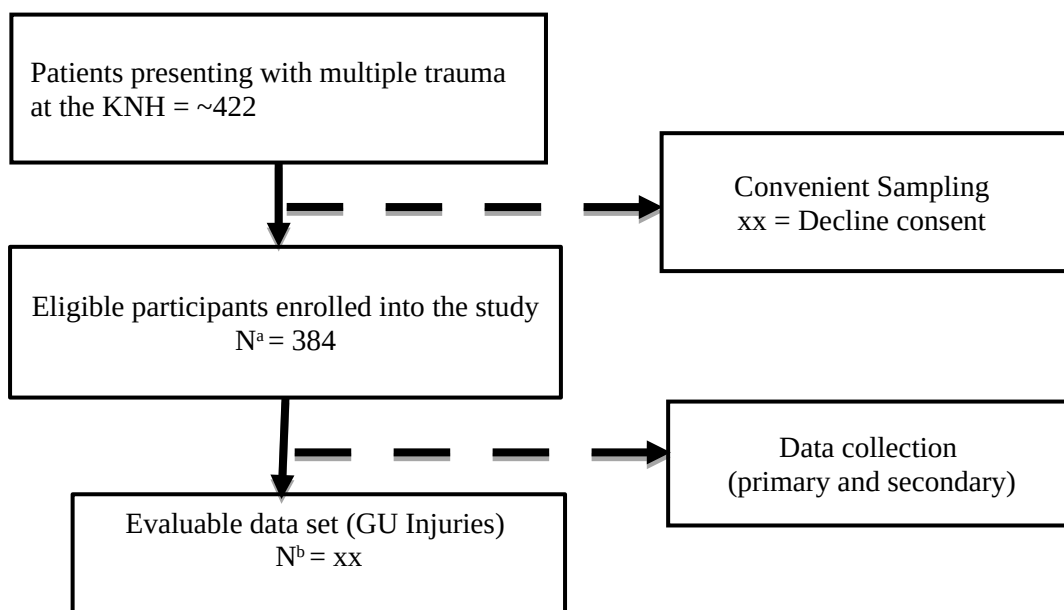 Patients presenting with multiple trauma
at the KNH = ~422
Convenient Sampling
xx = Decline consent
Eligible participants enrolled into the study
Nᵃ = 384
Data collection
(primary and secondary)
Evaluable data set (GU Injuries)
Nᵇ = xx